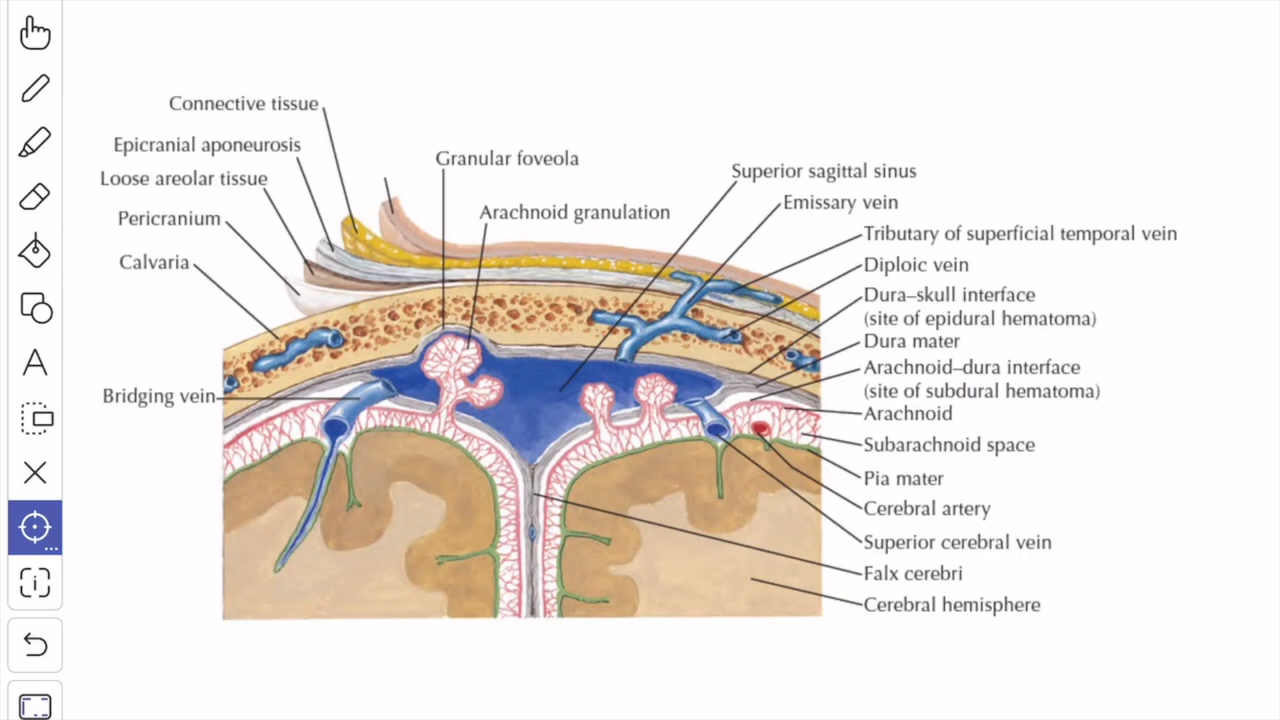 Connective tissue
Epicranial aponeurosis
Loose areolar tissue
Pericranium
Calvaria
Bridging vein
Granular foveola
Arachnoid granulation
Superior sagittal sinus
Emissary vein
Tributary of superficial temporal vein
Diploic vein
Dura–skull interface
(site of epidural hematoma)
Dura mater
Arachnoid–dura interface
(site of subdural hematoma)
Arachnoid
Subarachnoid space
Pia mater
Cerebral artery
Superior cerebral vein
Falx cerebri
Cerebral hemisphere
A